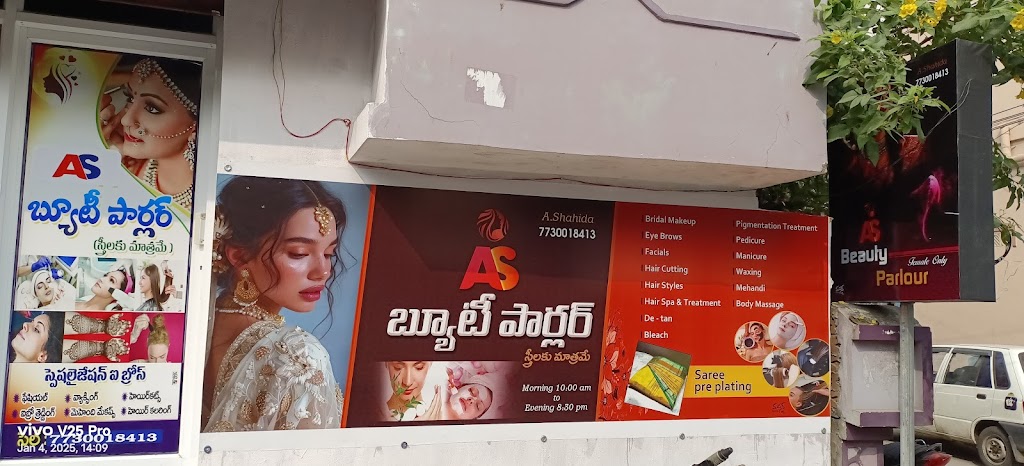 AS
బ్యూటీ పార్లర్
(స్త్రీలకు మాత్రమే)
స్పెషలైజేషన్ ఐ బ్రోస్
• ఫేషియల్ • వ్యాక్సింగ్ • హెయిర్‌కట్స్
• ఐబ్రో త్రెడ్డింగ్ • మెహంది మేకప్స్ • హెయిర్ కలరింగ్
సెల్: 7730018413
vivo V25 Pro
Jan 4, 2025, 14:09
A.Shahida
7730018413
AS
బ్యూటీ పార్లర్
స్త్రీలకు మాత్రమే
Morning 10.00 am
to
Evening 8.30 pm
Bridal Makeup
Eye Brows
Facials
Hair Cutting
Hair Styles
Hair Spa & Treatment
De - tan
Bleach
Pigmentation Treatment
Pedicure
Manicure
Waxing
Mehandi
Body Massage
Saree
pre plating
A.Shahida
7730018413
AS
Beauty
Parlour
Female Only